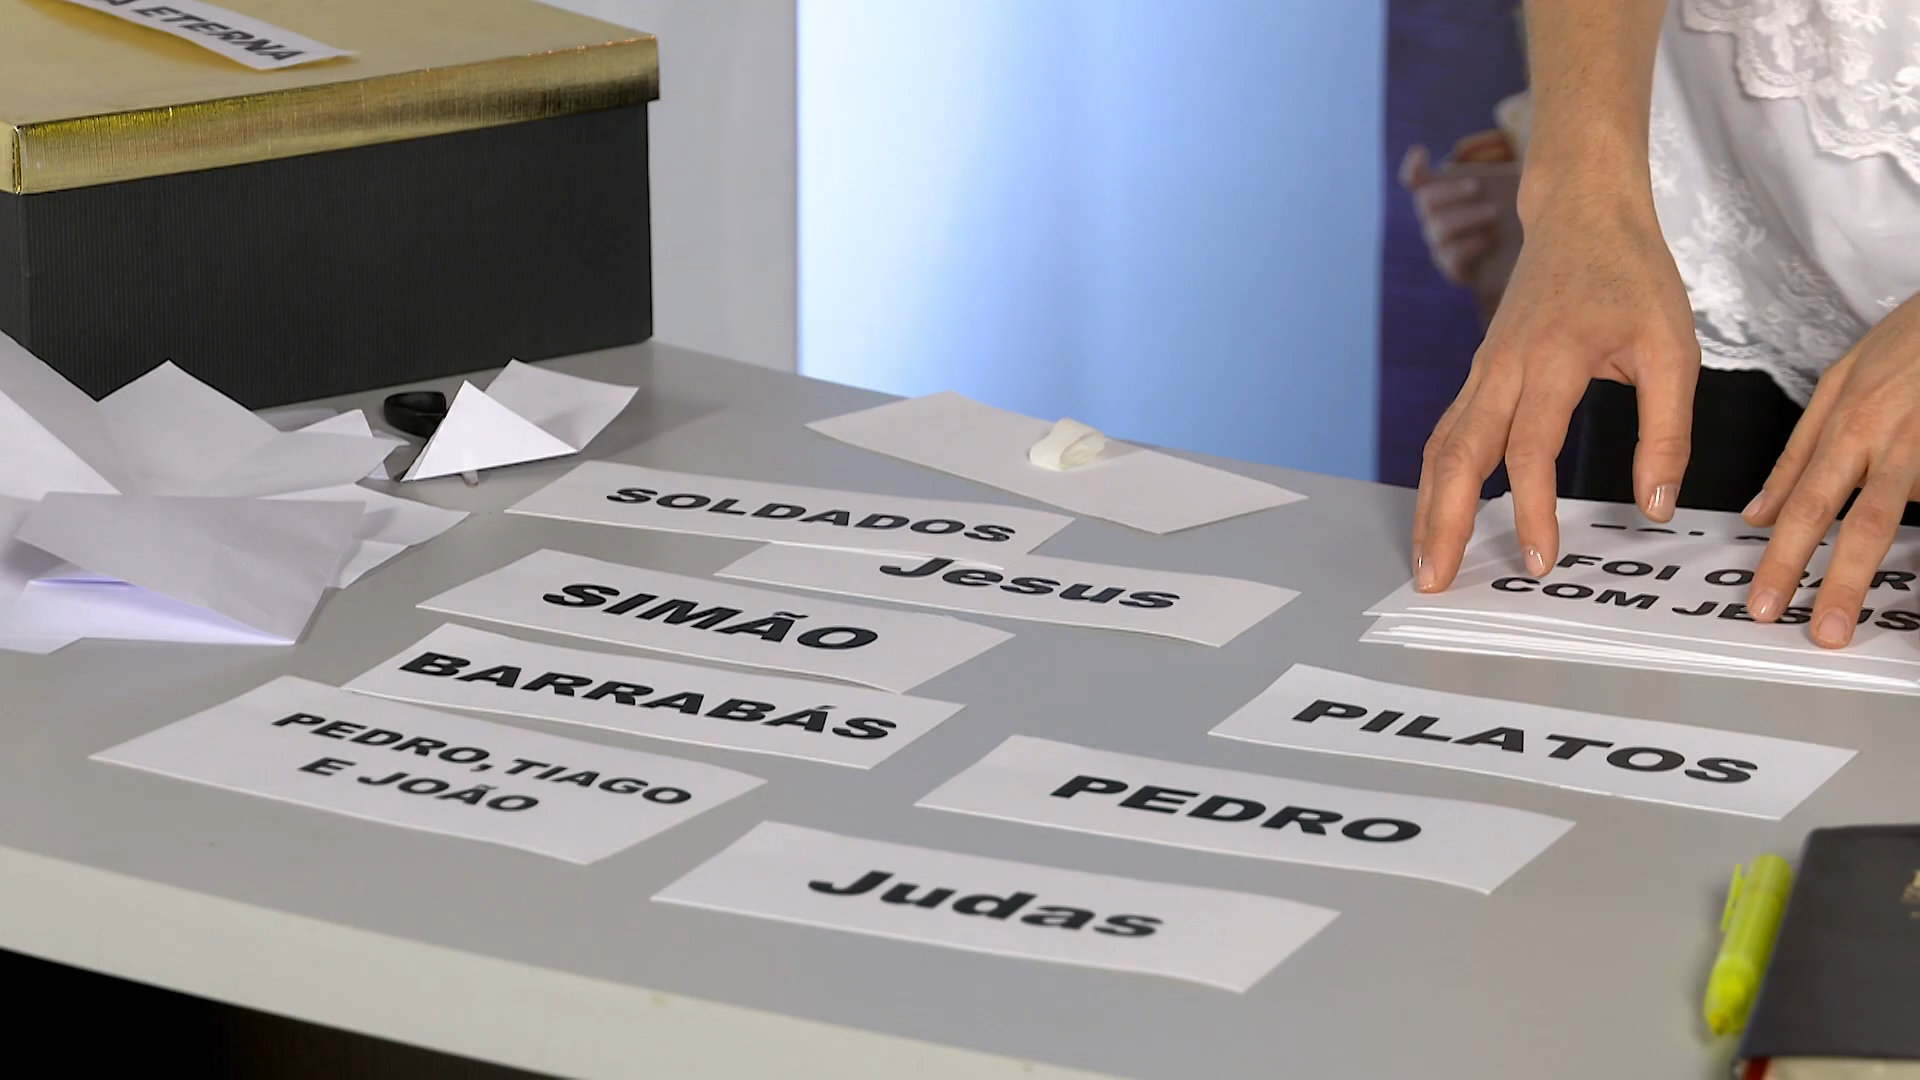 A ETERNA
SOLDADOS
Jesus
SIMÃO
BARRABÁS
PEDRO, TIAGO
E JOÃO
PILATOS
PEDRO
Judas
FOI ORAR
COM JESUS